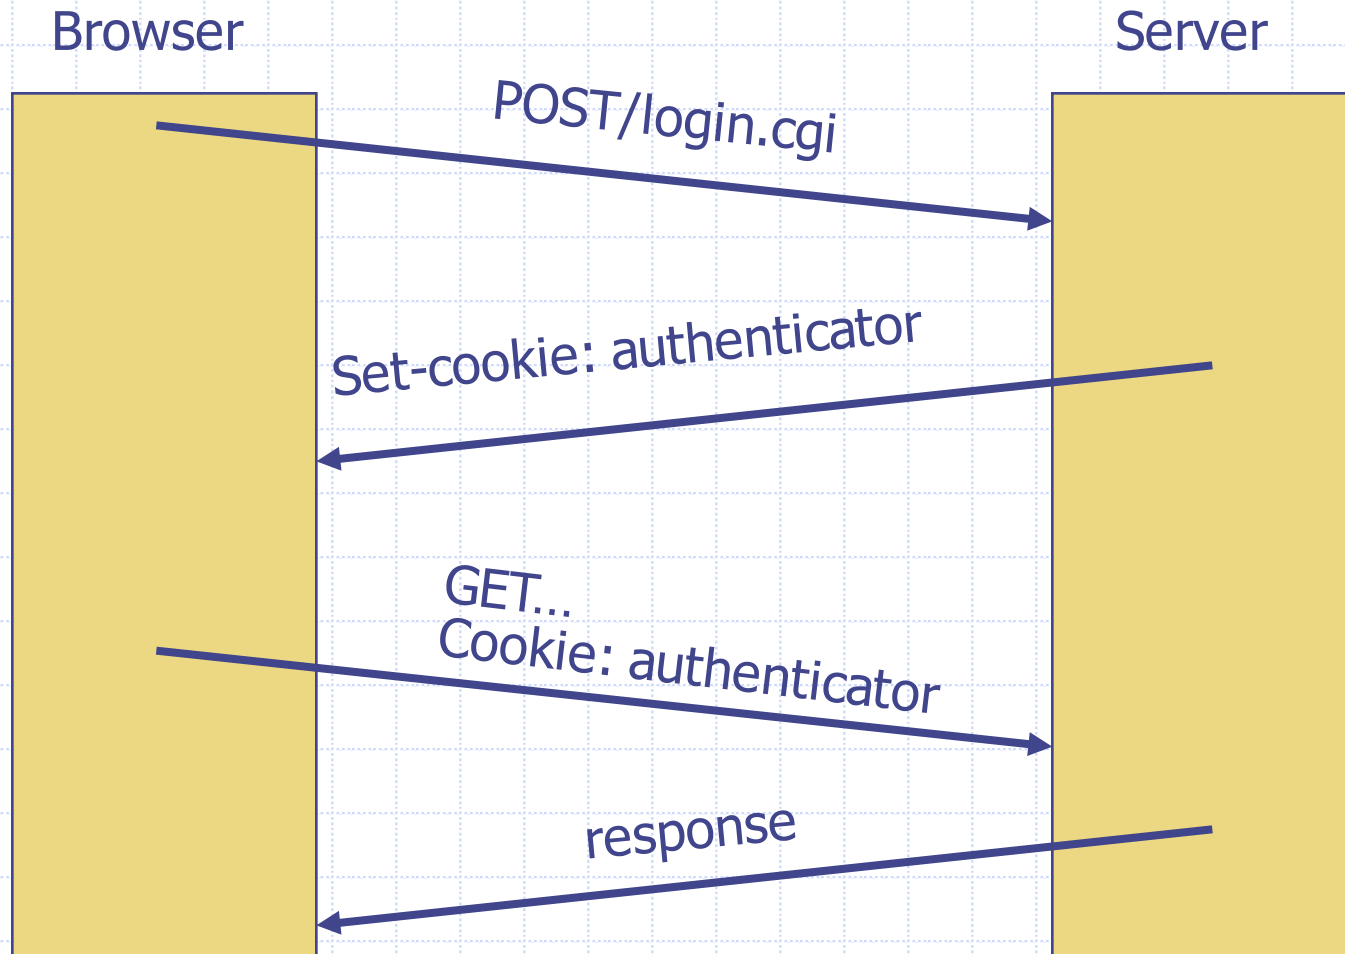 Browser
Server
POST/login.cgi
Set-cookie: authenticator
GET...
Cookie: authenticator
response